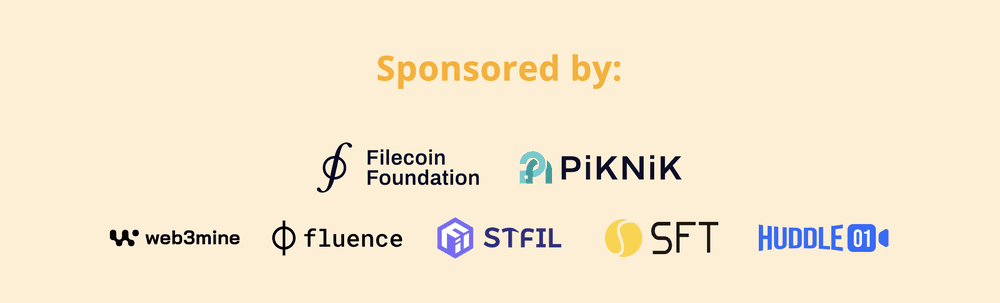 Sponsored by:
Filecoin
Foundation
PiKNiK
web3mine
fluence
STFIL
SFT
HUDDLE 01